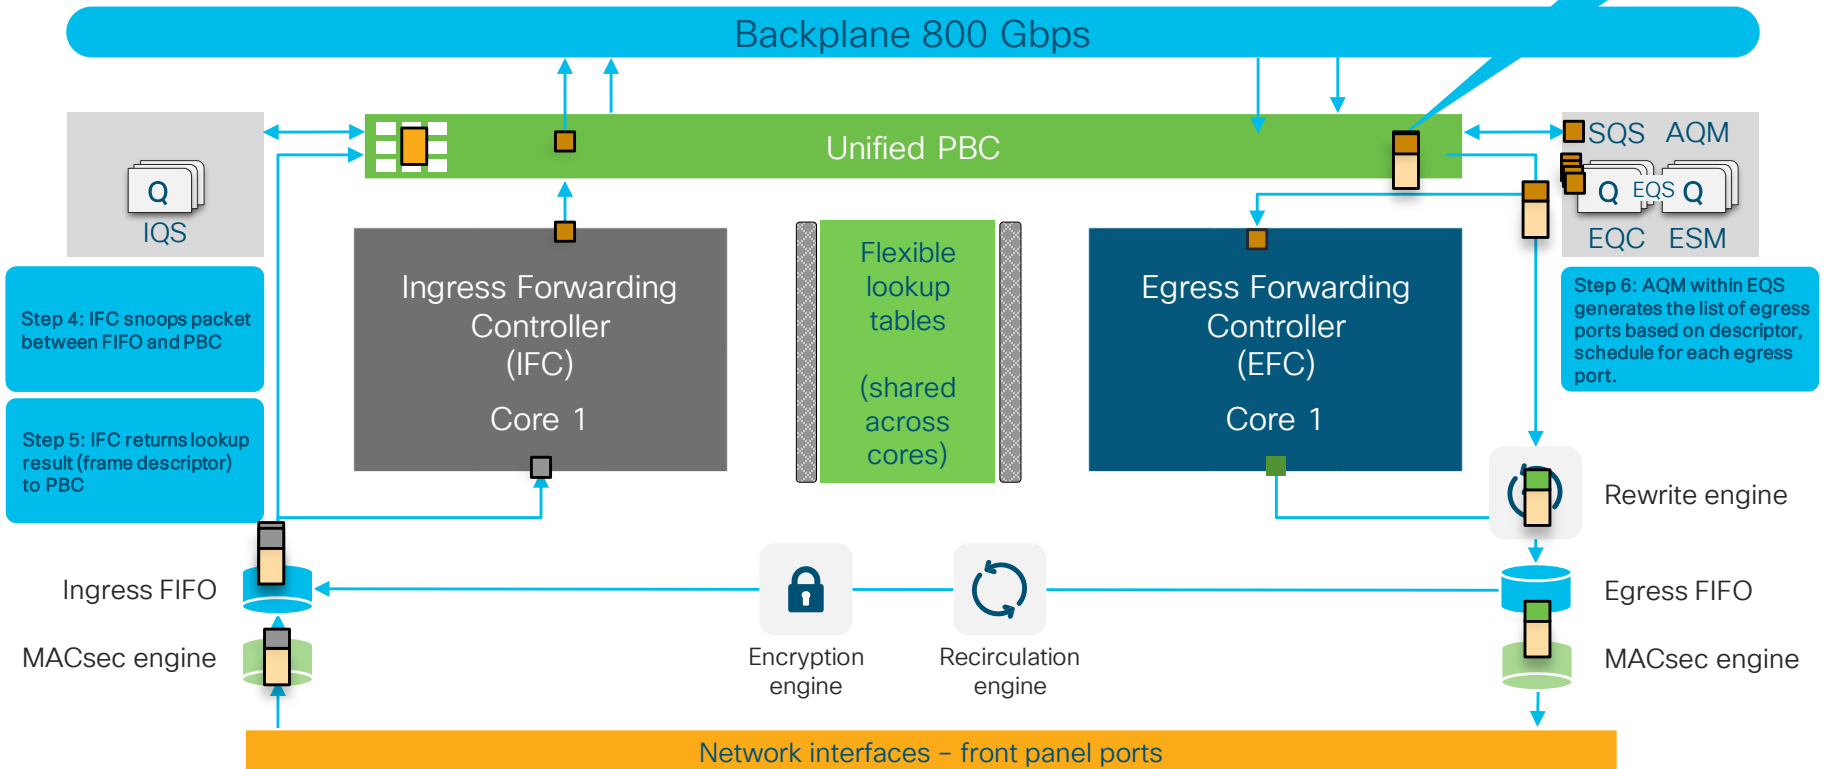 Backplane 800 Gbps
Unified PBC
Q
IQS
SQS AQM
Q EQS Q
EQC ESM
Step 4: IFC snoops packet
between FIFO and PBC
Step 5: IFC returns lookup
result (frame descriptor)
to PBC
Ingress Forwarding
Controller
(IFC)
Core 1
Flexible
lookup
tables
(shared
across
cores)
Egress Forwarding
Controller
(EFC)
Core 1
Step 6: AQM within EQS
generates the list of egress
ports based on descriptor,
schedule for each egress
port.
Rewrite engine
Ingress FIFO
Egress FIFO
MACsec engine
Encryption
engine
Recirculation
engine
MACsec engine
Network interfaces – front panel ports